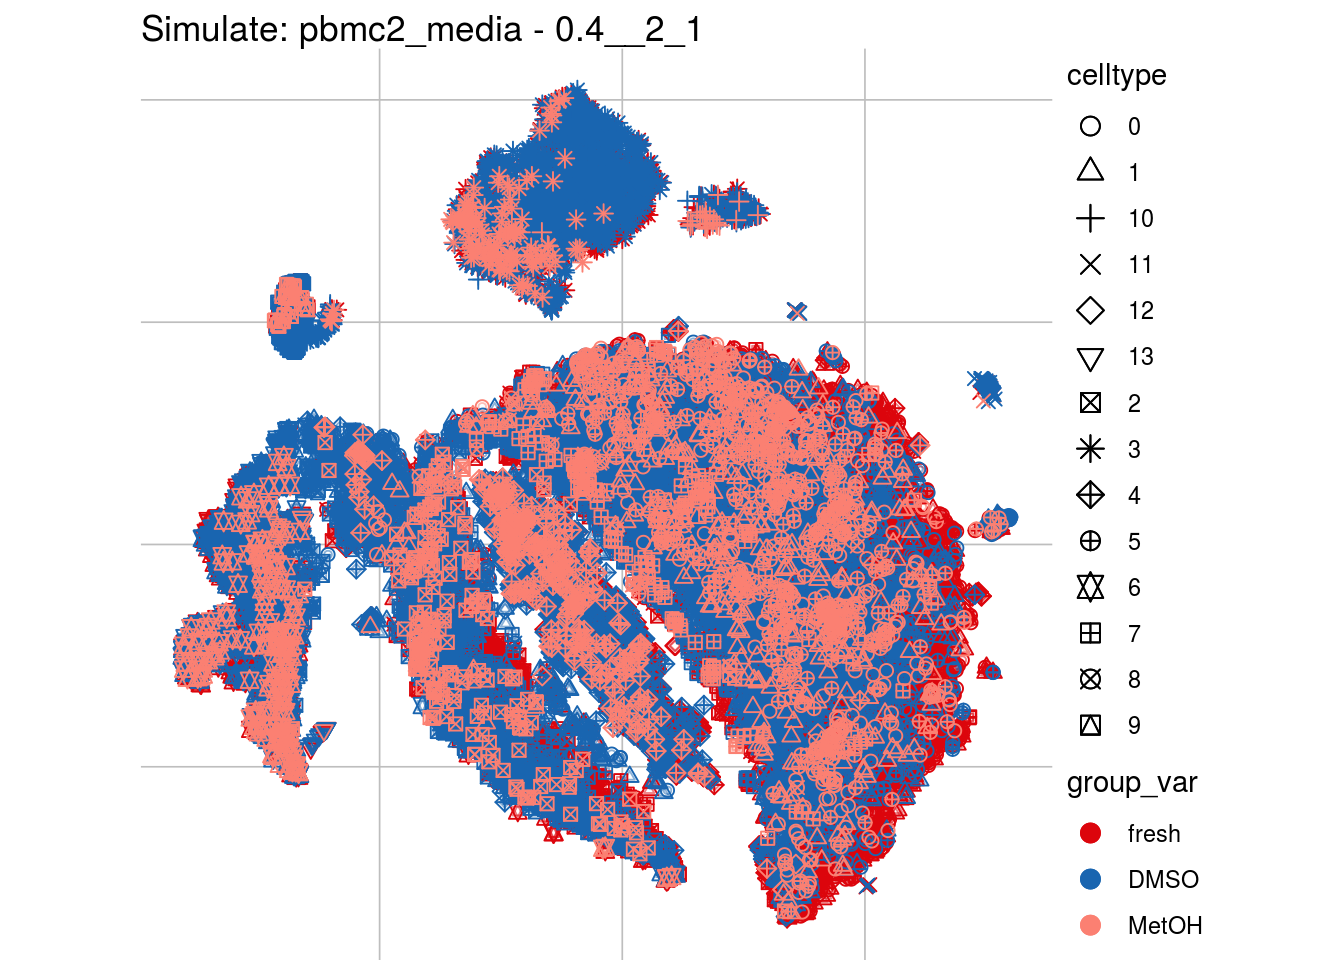 Simulate: pbmc2_media - 0.4__2_1
celltype
0
1
10
11
12
13
2
3
4
5
6
7
8
9
group_var
fresh
DMSO
MetOH